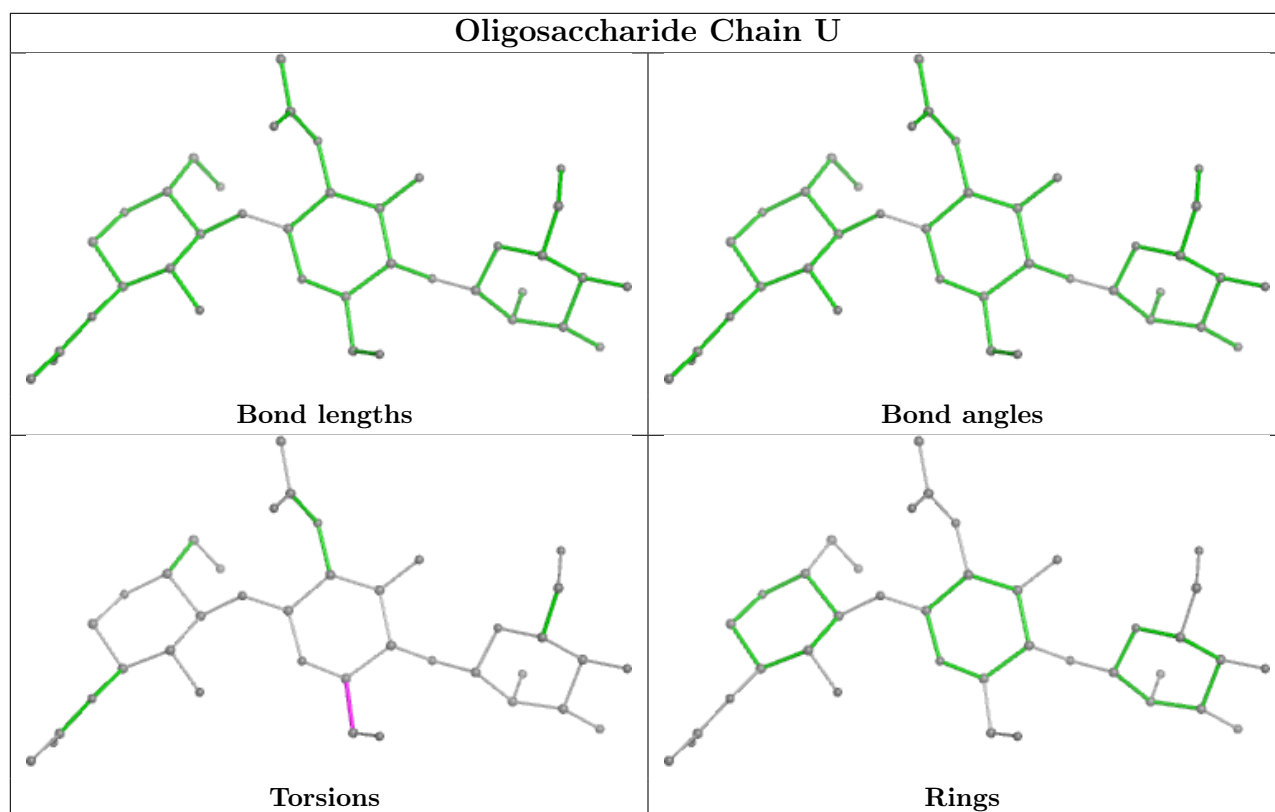 Oligosaccharide Chain U
Bond lengths
Bond angles
Torsions
Rings